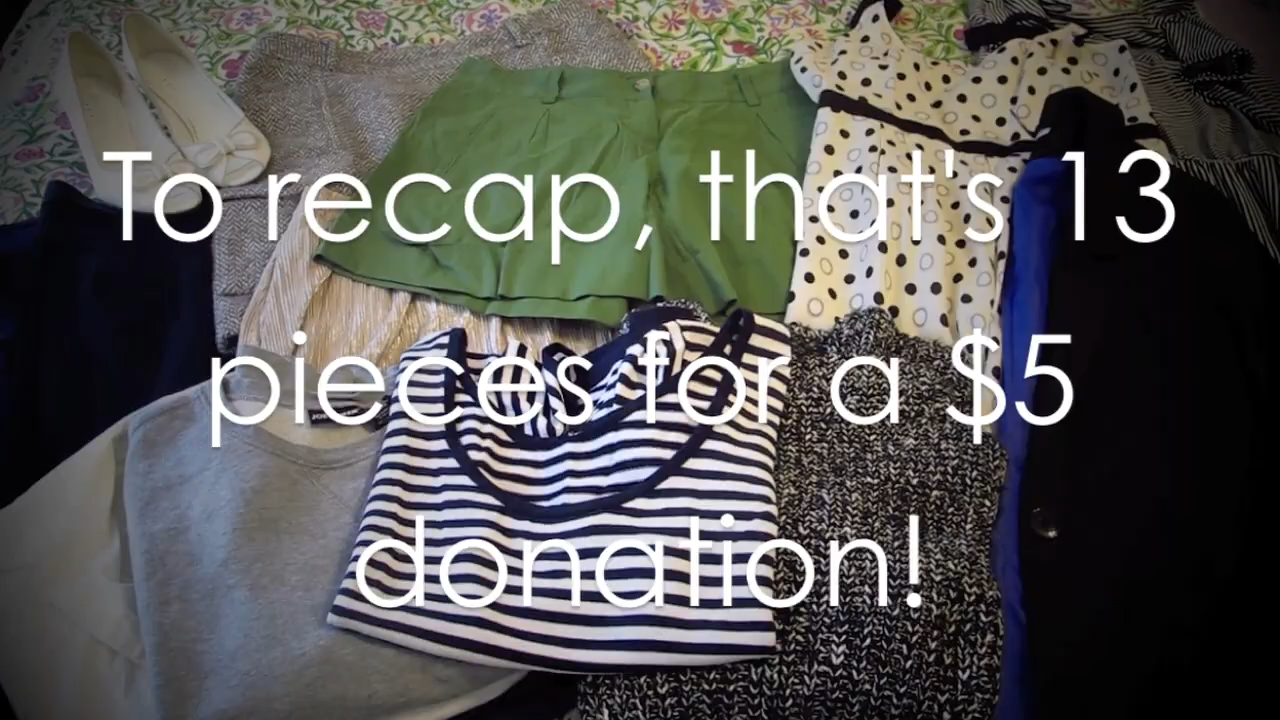 To recap, that's 13
pieces for a $5
donation!